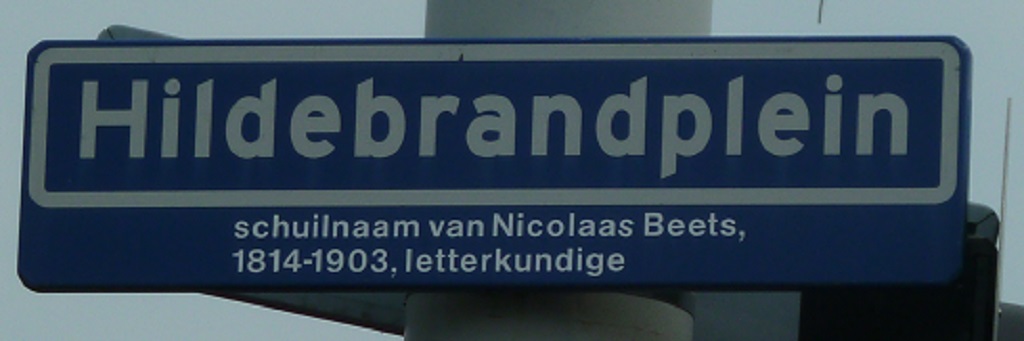 Hildebrandplein
schuilnaam van Nicolaas Beets,
1814-1903, letterkundige